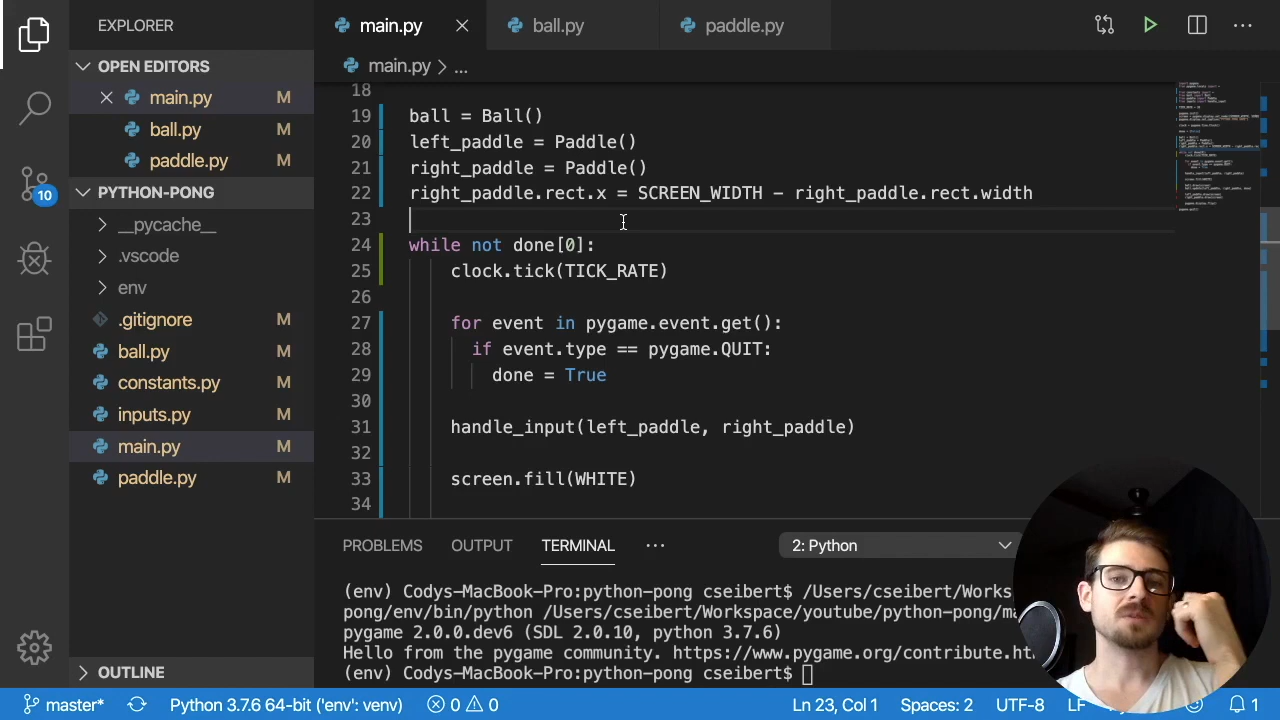 EXPLORER
main.py
ball.py
paddle.py
OPEN EDITORS
main.py > ...
main.py M
ball.py M
paddle.py M
PYTHON-PONG
__pycache__
.vscode
env
.gitignore M
ball.py M
constants.py M
inputs.py M
main.py M
paddle.py M
OUTLINE
10
18
19 ball = Ball()
20 left_paddle = Paddle()
21 right_paddle = Paddle()
22 right_paddle.rect.x = SCREEN_WIDTH - right_paddle.rect.width
23
24 while not done[0]:
25 clock.tick(TICK_RATE)
26
27 for event in pygame.event.get():
28 if event.type == pygame.QUIT:
29 done = True
30
31 handle_input(left_paddle, right_paddle)
32
33 screen.fill(WHITE)
34
PROBLEMS OUTPUT TERMINAL ... 2: Python
(env) Codys-MacBook-Pro:python-pong cseibert$ /Users/cseibert/Works
pong/env/bin/python /Users/cseibert/Workspace/youtube/python-pong/ma
pygame 2.0.0.dev6 (SDL 2.0.10, python 3.7.6)
Hello from the pygame community. https://www.pygame.org/contribute.ht
(env) Codys-MacBook-Pro:python-pong cseibert$
master* Python 3.7.6 64-bit ('env': venv) 0 0 Ln 23, Col 1 Spaces: 2 UTF-8 LF 1